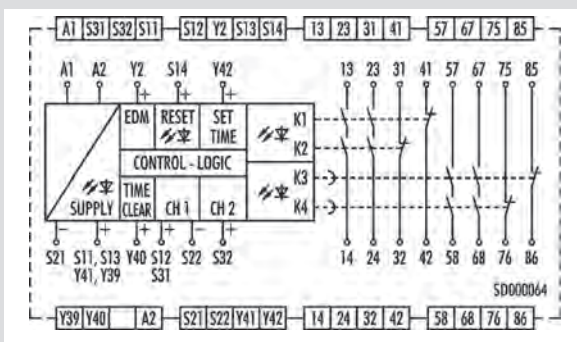 A1 S31 S32 S11 S12 Y2 S13 S14 13 23 31 41 57 67 75 85
A1 A2 Y2 S14 Y42 13 23 31 41 57 67 75 85
+ + +
EDM RESET SET TIME K1
K2
CONTROL - LOGIC
K3
SUPPLY TIME CLEAR CH 1 CH 2 K4
- + + + - +
S21 S11, S13 Y40 S12 S22 S32 14 24 32 42 58 68 76 86
Y41, Y39 S31
SD000064
Y39 Y40 A2 S21 S22 Y41 Y42 14 24 32 42 58 68 76 86